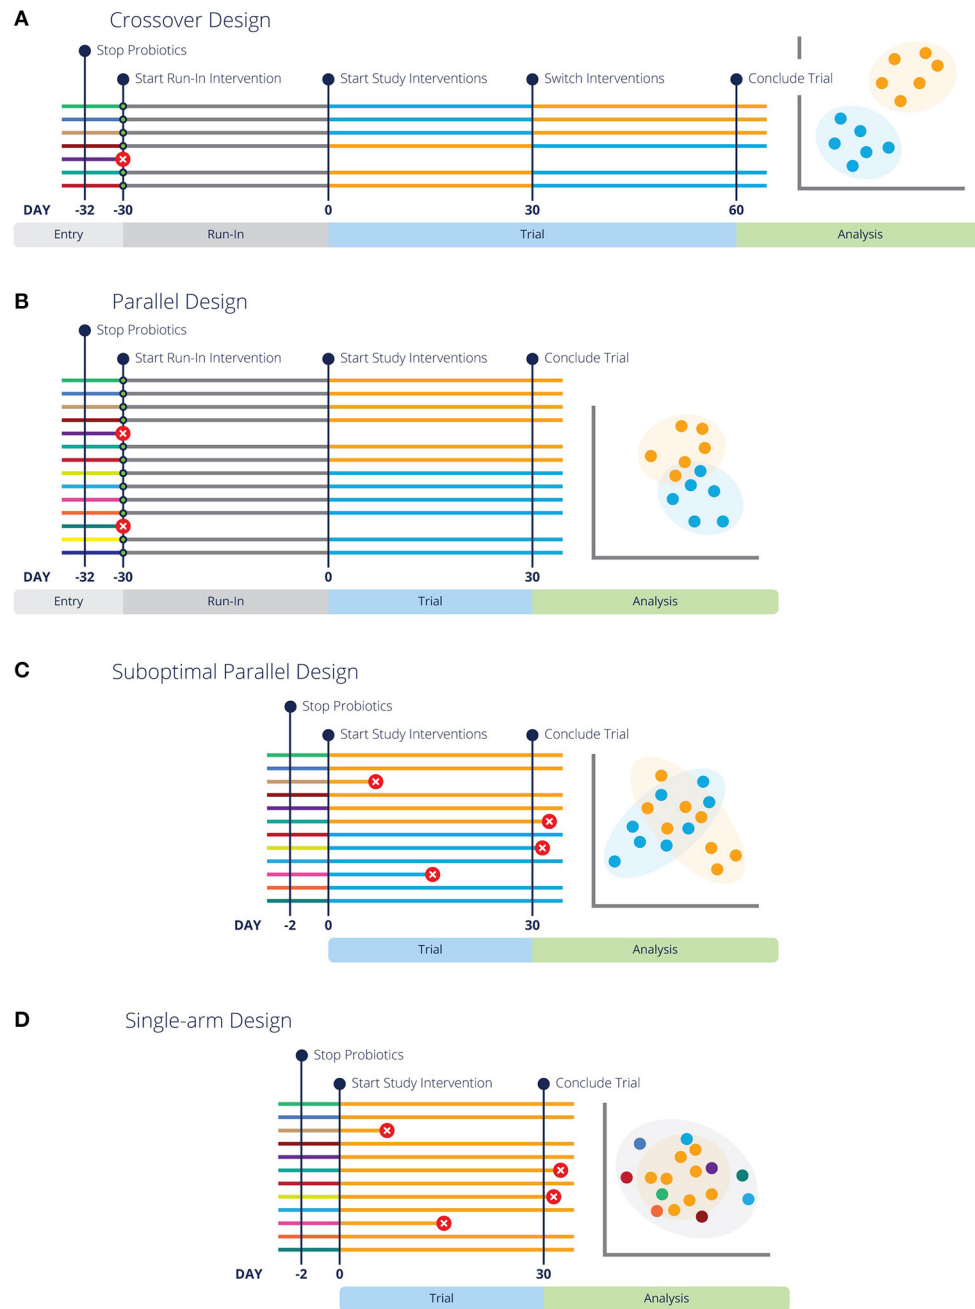 A
Crossover Design
Stop Probiotics
Start Run-In Intervention
Start Study Interventions
Switch Interventions
Conclude Trial
DAY -32 -30 0 30 60
Entry Run-In Trial Analysis
B
Parallel Design
Stop Probiotics
Start Run-In Intervention
Start Study Interventions
Conclude Trial
DAY -32 -30 0 30
Entry Run-In Trial Analysis
C
Suboptimal Parallel Design
Stop Probiotics
Start Study Interventions
Conclude Trial
DAY -2 0 30
Trial Analysis
D
Single-arm Design
Stop Probiotics
Start Study Intervention
Conclude Trial
DAY -2 0 30
Trial Analysis